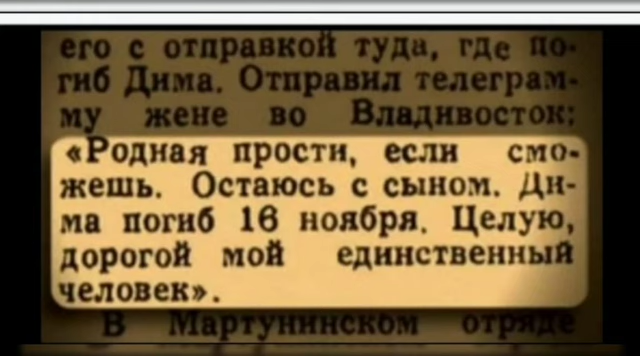 его с отправкой туда, где по-
гиб Дима. Отправил телеграм-
му жене во Владивосток:
«Родная прости, если смо-
жешь. Остаюсь с сыном. Ди-
ма погиб 16 ноября. Целую,
дорогой мой единственный
человек».
В Мартунинском отряде